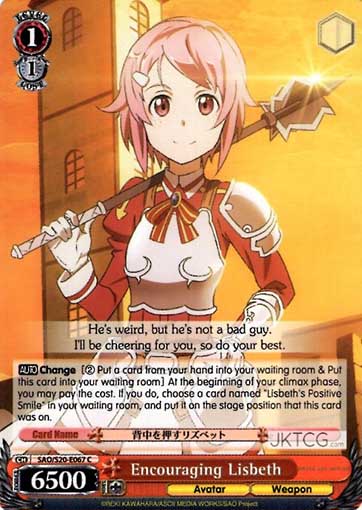 1
1
He's weird, but he's not a bad guy.
I'll be cheering for you, so do your best.
AUTO Change [② Put a card from your hand into your waiting room & Put
this card into your waiting room] At the beginning of your climax phase,
you may pay the cost. If you do, choose a card named "Lisbeth's Positive
Smile" in your waiting room, and put it on the stage position that this card
was on.
Card Name 背中を押すリズベット
UKTCG.com
CH SAO/S20-E067 C
Encouraging Lisbeth
6500
1
Avatar Weapon
©REKI KAWAHARA/ASCII MEDIA WORKS/SAO Project